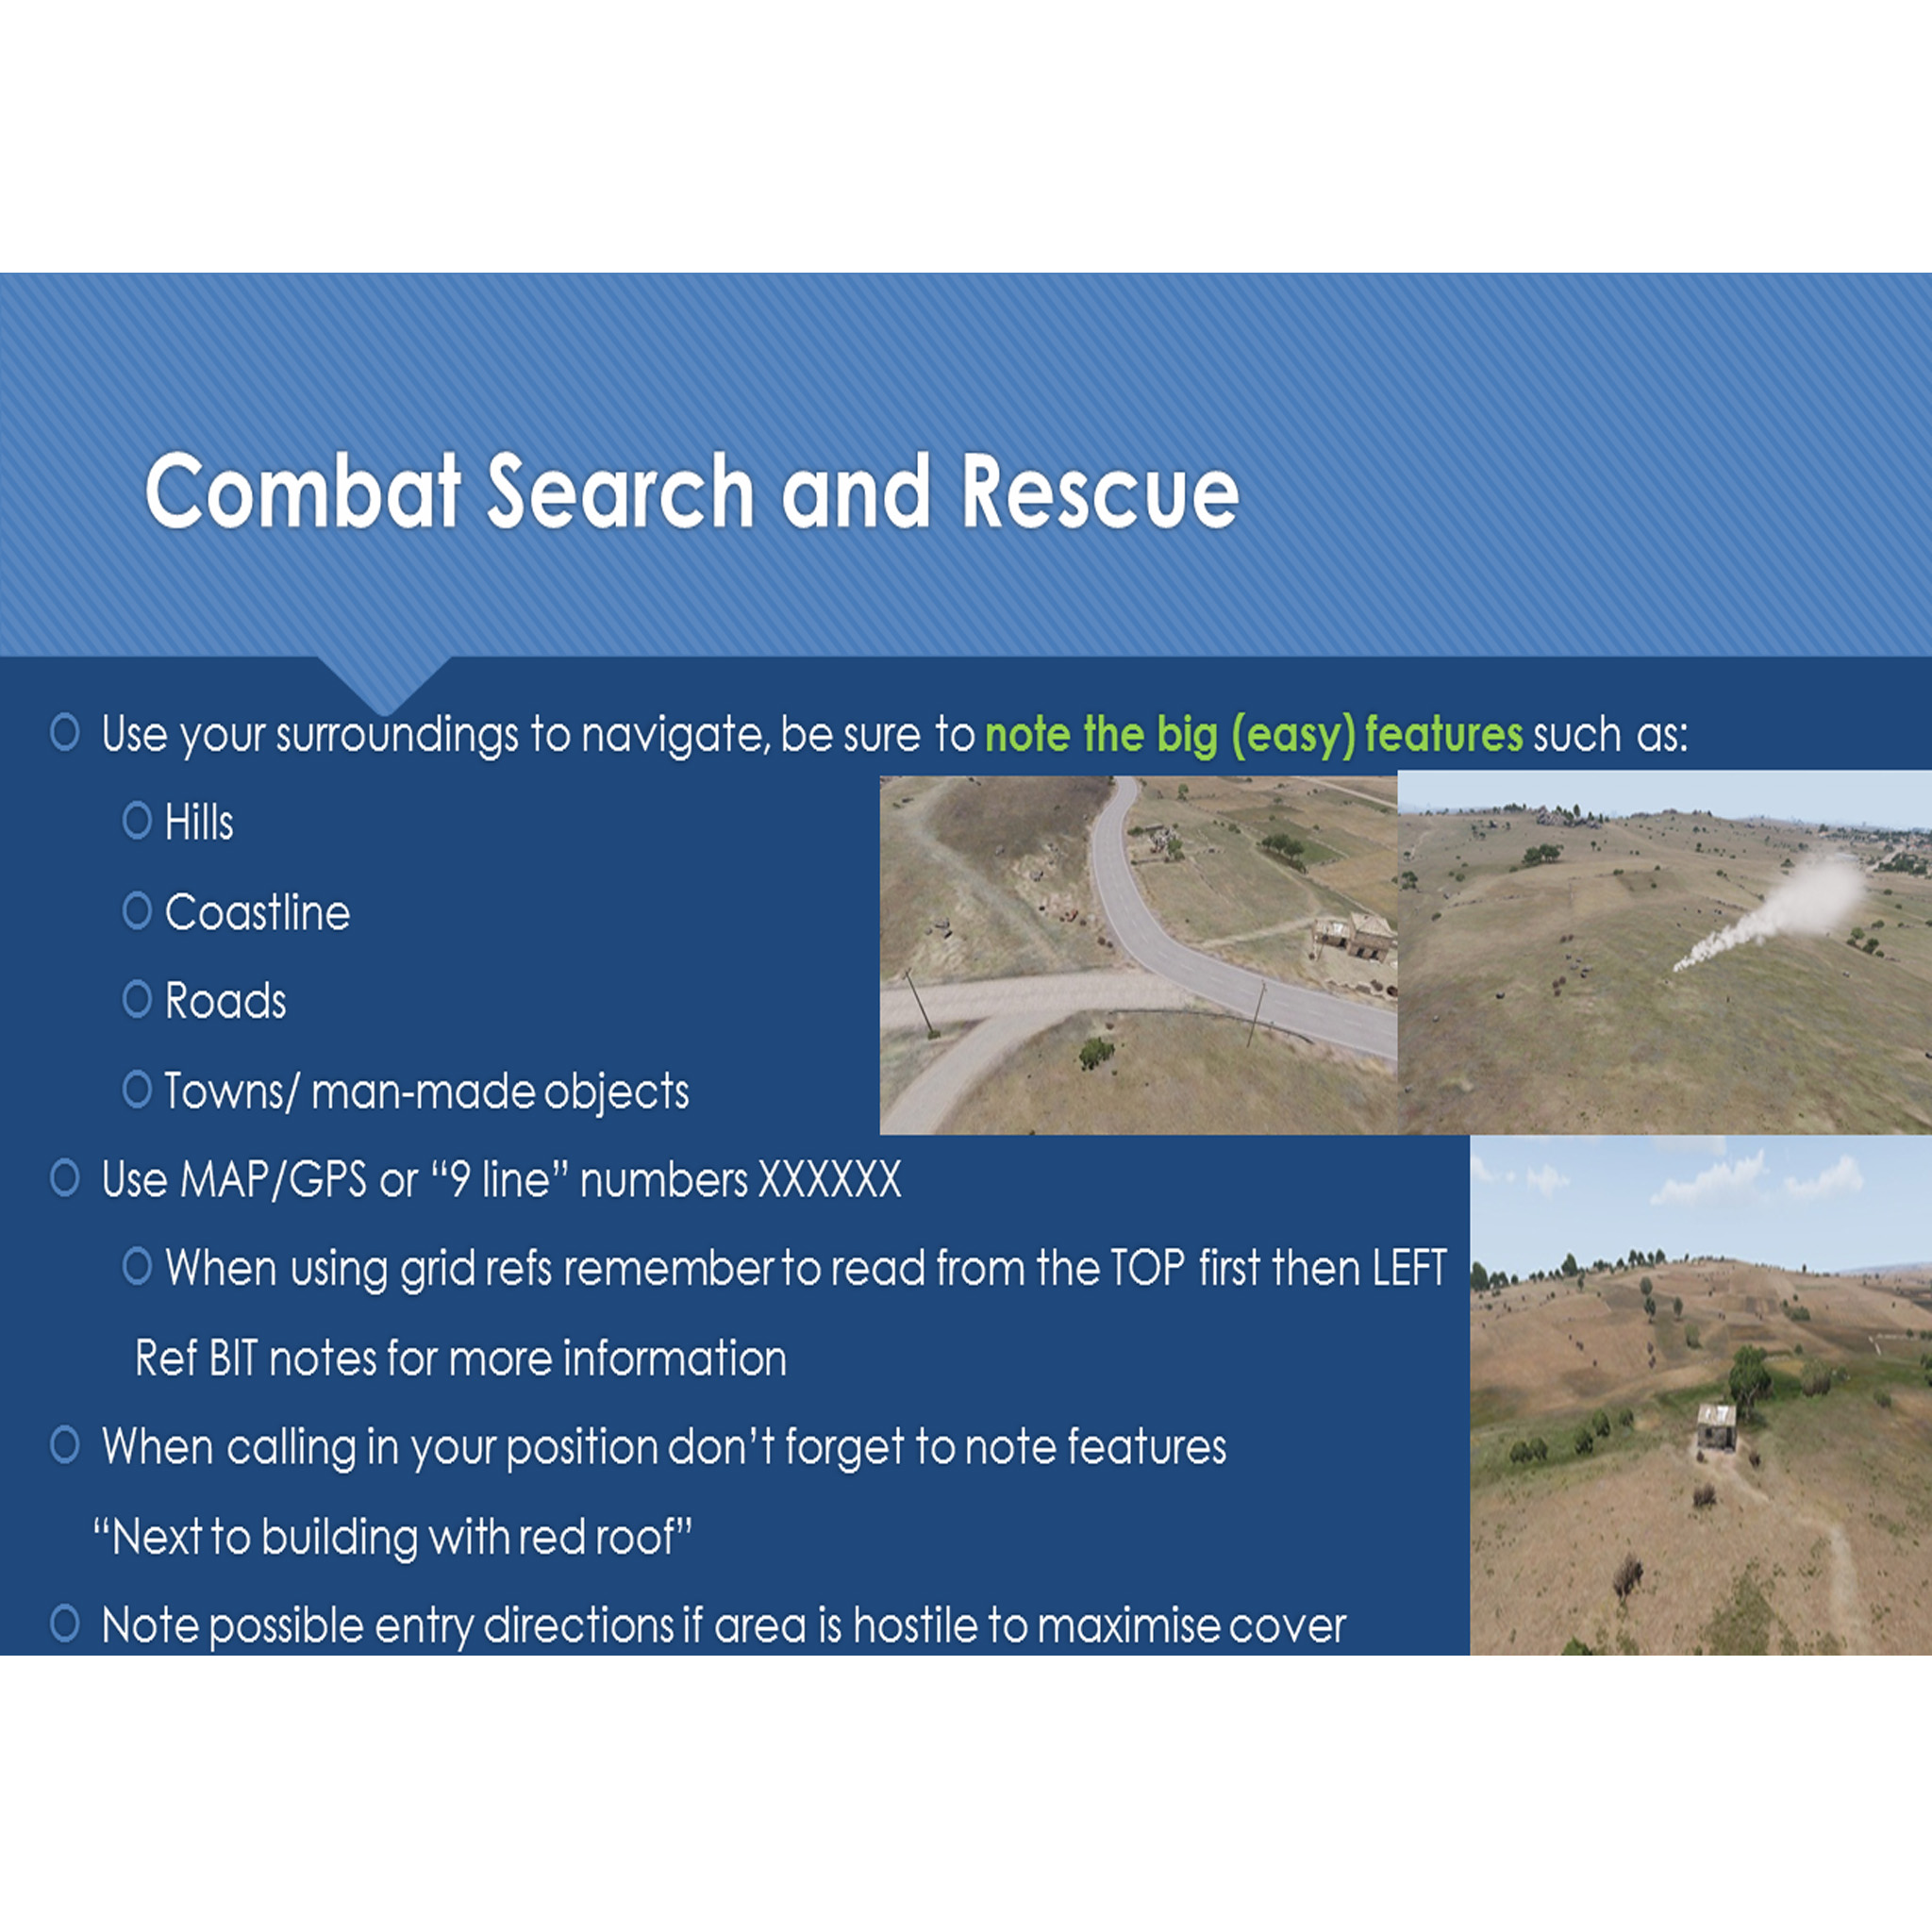 Combat Search and Rescue
Use your surroundings to navigate, be sure to note the big (easy) features such as:
Hills
Coastline
Roads
Towns/ man-made objects
Use MAP/GPS or “9 line” numbers XXXXXX
When using grid refs remember to read from the TOP first then LEFT
Ref BIT notes for more information
When calling in your position don’t forget to note features
“Next to building with red roof”
Note possible entry directions if area is hostile to maximise cover